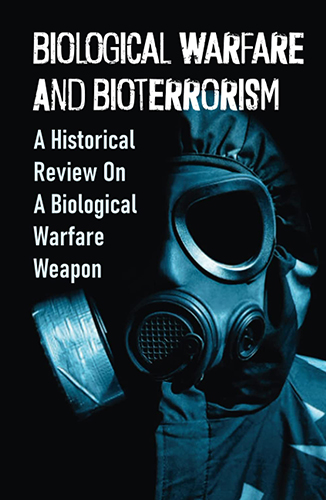 BIOLOGICAL WARFARE
AND BIOTERRORISM
A Historical
Review On
A Biological
Warfare
Weapon